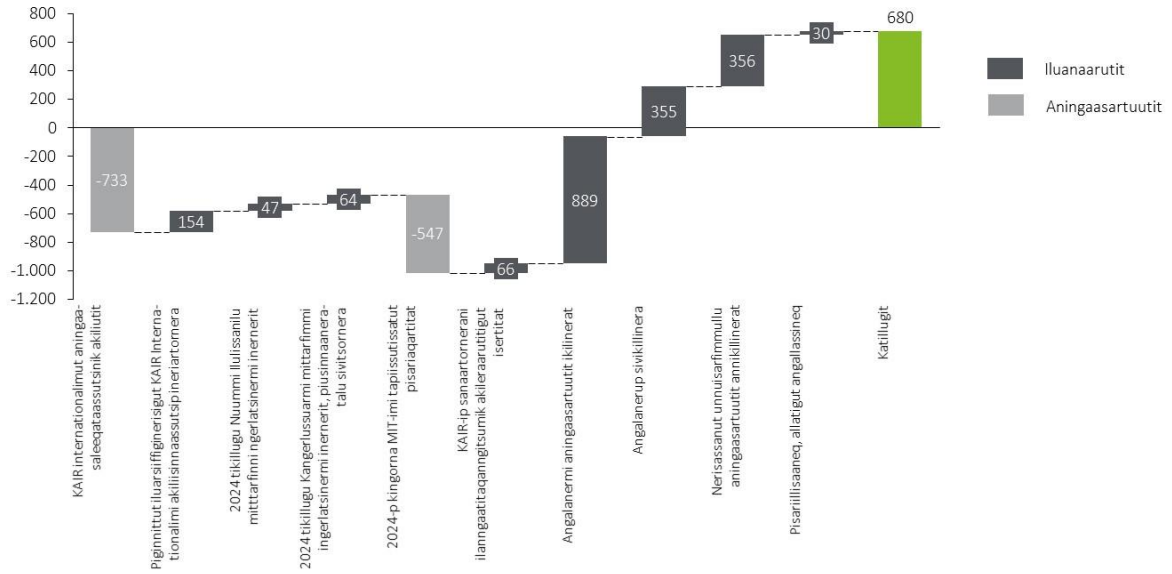 800
600
400
200
0
-200
-400
-600
-800
-1.000
-1.200
-733
154
47
64
-547
66
889
355
356
30
680
Iluanaarutit
Aningaasartuutit
KAIR internationalimut aningaa-
saleeqataassutsinik akiliutit
Piginnittut iluarsiiffiginerisigut KAIR Interna-
tionalimi akiliisinnaassutsip ineriartornera
2024 tikillugu Nuummi Ilulissanilu
mitttarfinni ngerlatsinermi inernerit
2024 tikillugu Kangerlussuarmi mittarfimmi
ingerlatsinermi inernerit, piusinnaanera-
talu sivitsornera
2024-p kingorna MIT-imi tapiissutissatut
pisariaqartitat
KAIR-ip sanaartornerani
ilanngaatitaqanngitsumik akileraarutitigut
isertitat
Angalanermi aningaasartuutit ikilinerat
Angalanerup sivikillinera
Nerisassanut unnuisarfimmullu
aningaasartuutit annikillinerat
Pisariillisaaneq, allatigut angallassineq
Katillugit